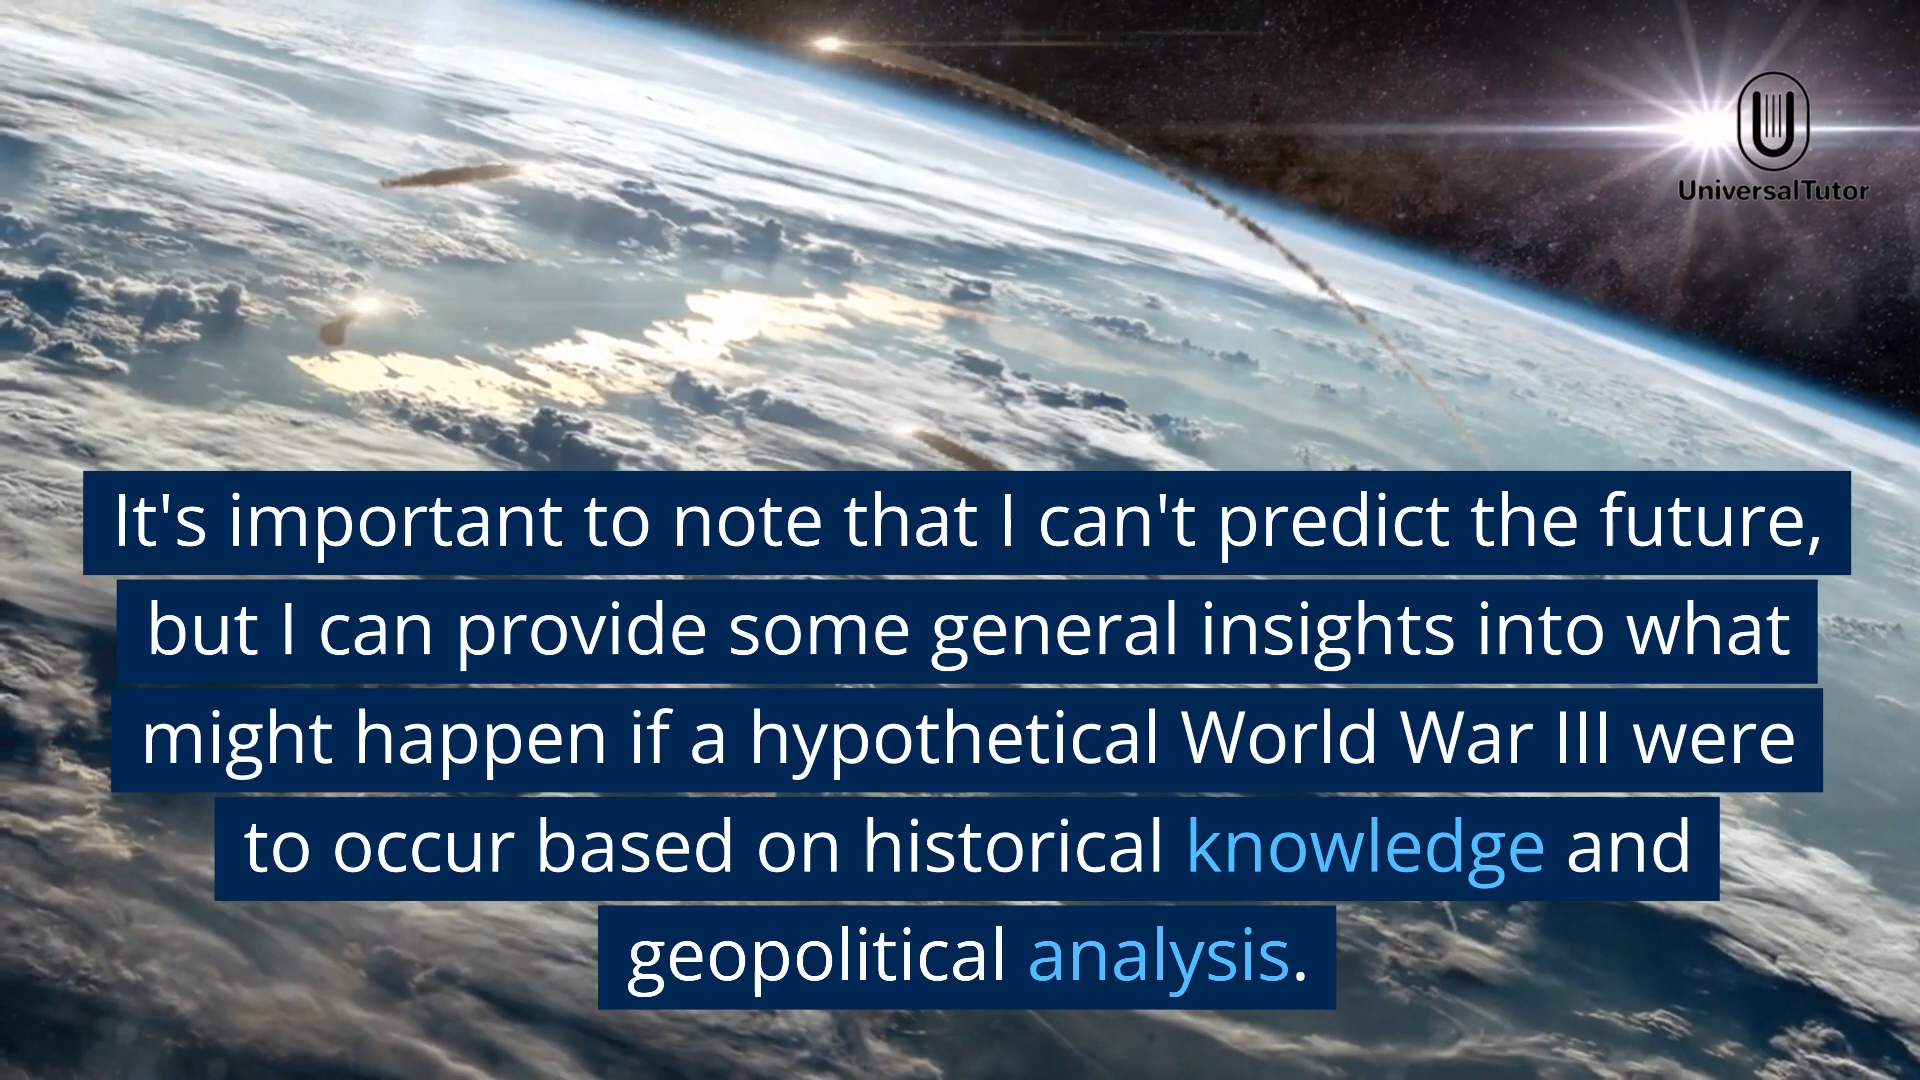 UniversalTutor
It's important to note that I can't predict the future,
but I can provide some general insights into what
might happen if a hypothetical World War III were
to occur based on historical knowledge and
geopolitical analysis.